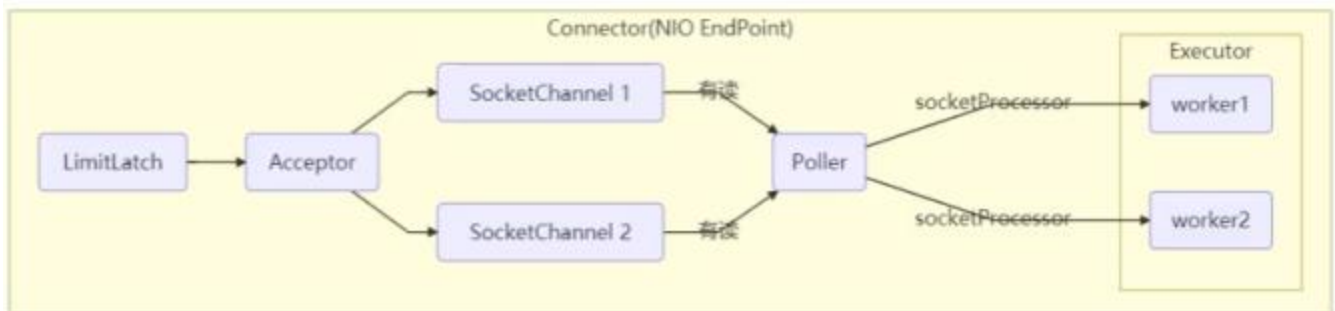 Connector(NIO EndPoint)
Executor
SocketChannel 1
有读
socketProcessor
worker1
LimitLatch
Acceptor
Poller
SocketChannel 2
有读
socketProcessor
worker2